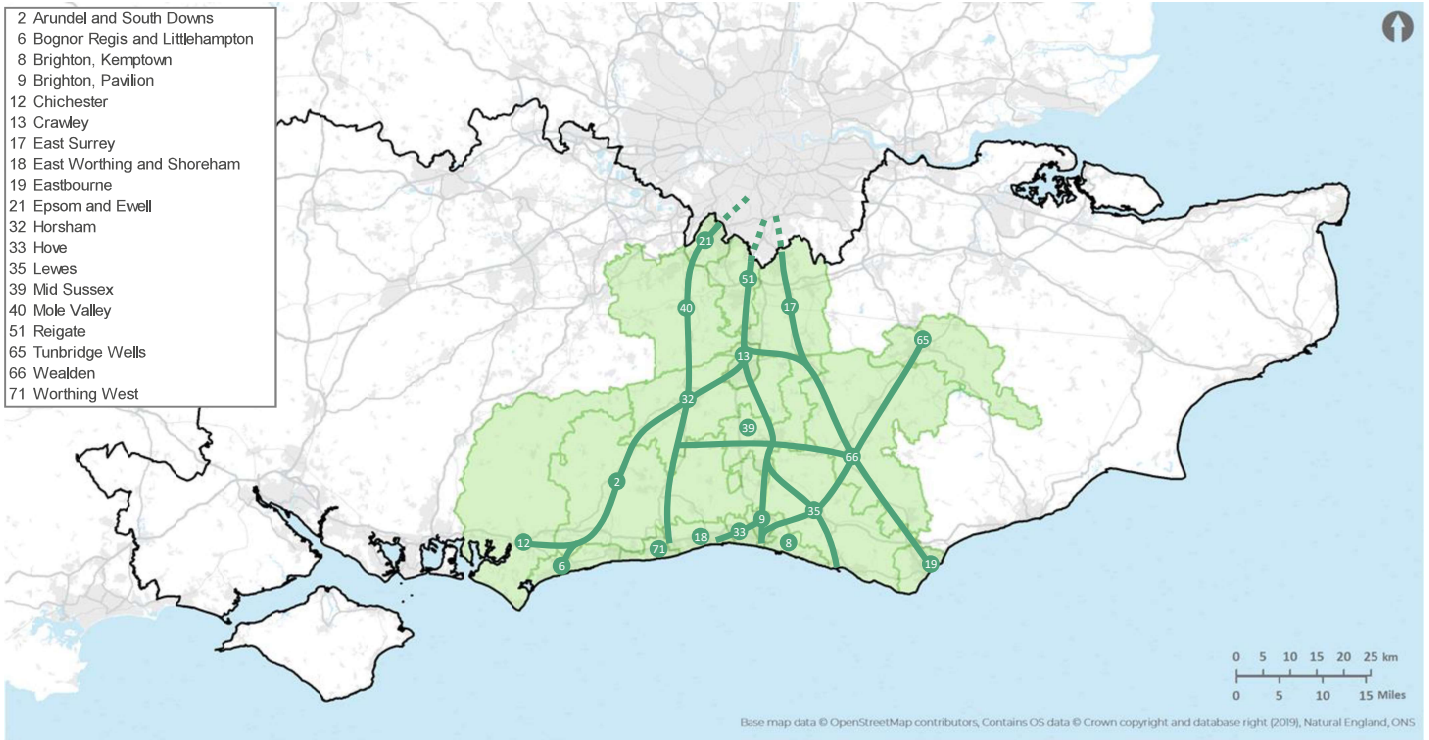 2 Arundel and South Downs
6 Bognor Regis and Littlehampton
8 Brighton, Kemptown
9 Brighton, Pavilion
12 Chichester
13 Crawley
17 East Surrey
18 East Worthing and Shoreham
19 Eastbourne
21 Epsom and Ewell
32 Horsham
33 Hove
35 Lewes
39 Mid Sussex
40 Mole Valley
51 Reigate
65 Tunbridge Wells
66 Wealden
71 Worthing West
21
51
40
17
65
13
32
39
66
2
35
9
33
18
8
12
71
6
19
0 5 10 15 20 25 km
0 5 10 15 Miles
Base map data © OpenStreetMap contributors, Contains OS data © Crown copyright and database right (2019), Natural England, ONS